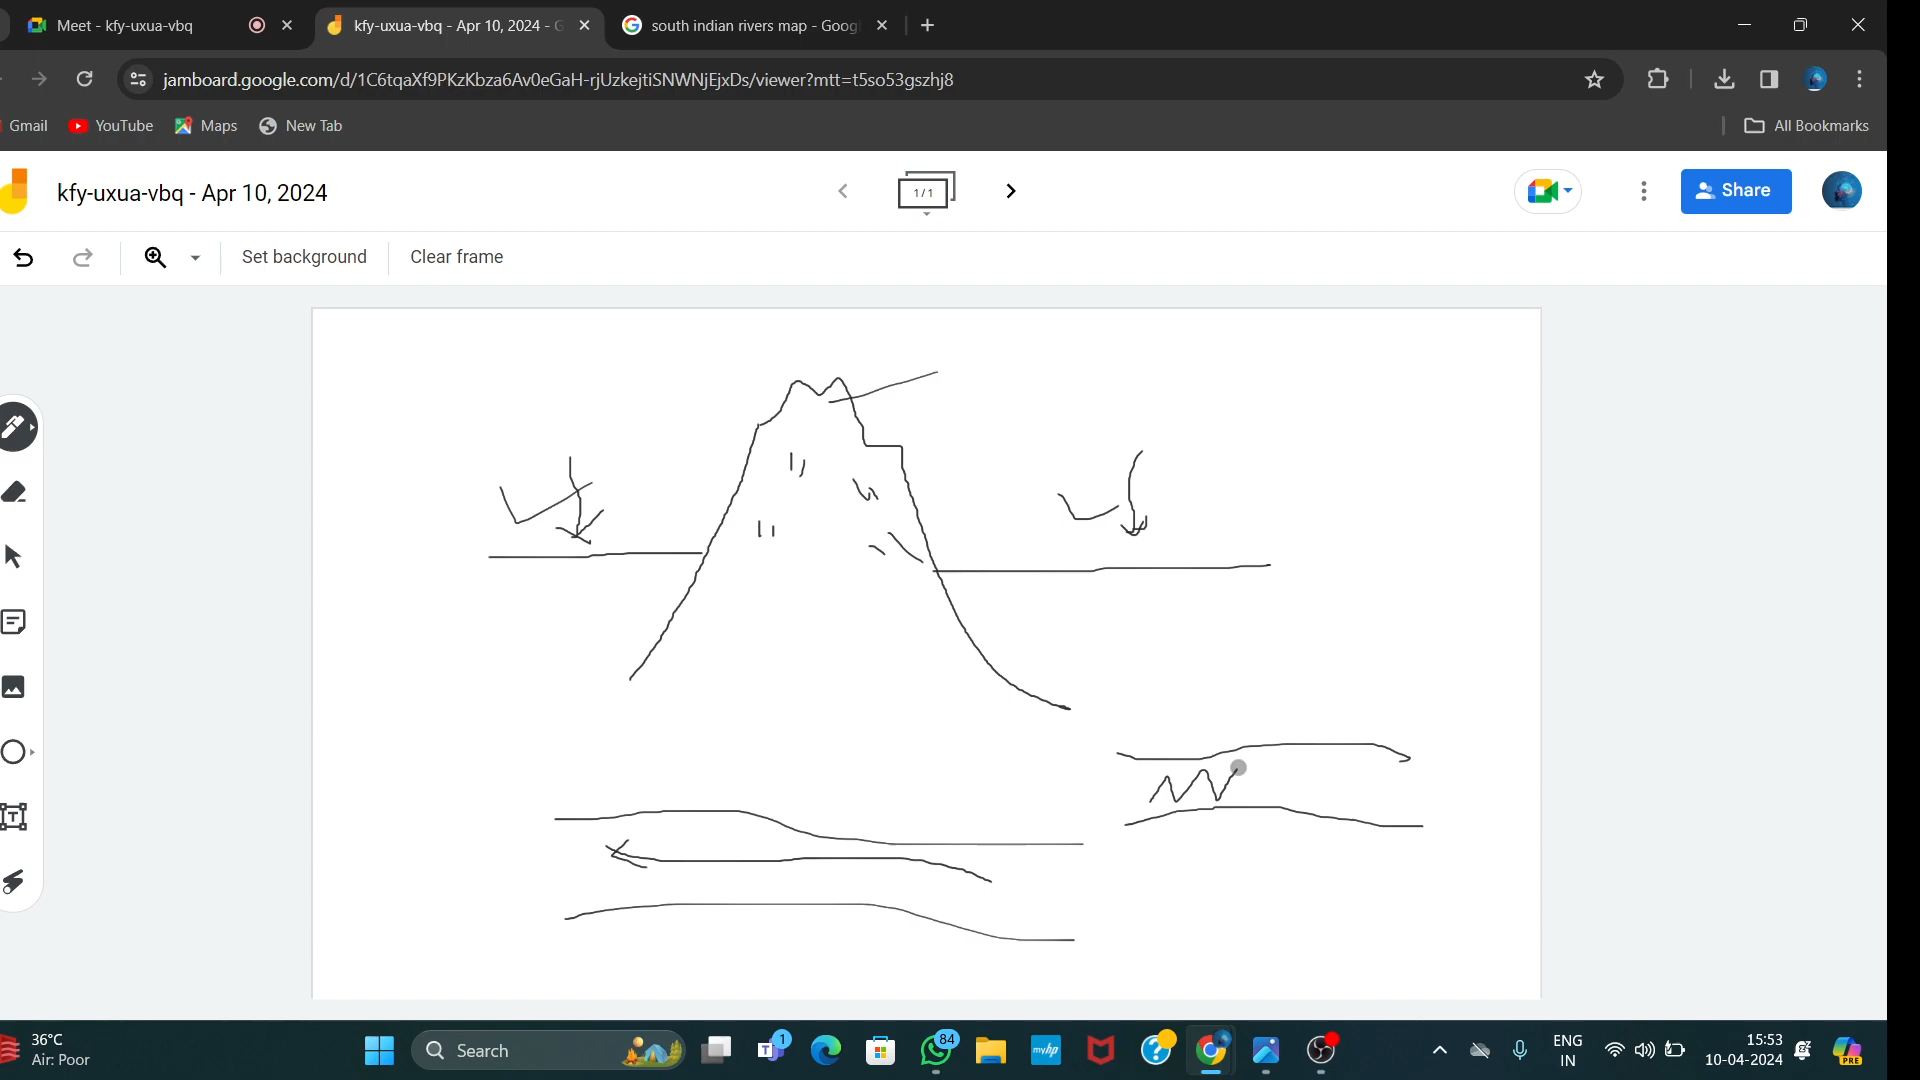 Meet - kfy-uxua-vbq
kfy-uxua-vbq - Apr 10, 2024 - G
south indian rivers map - Goog
jamboard.google.com/d/1C6tqaXf9PKzKbza6Av0eGaH-rjUzkejtiSNWNjEjxDs/viewer?mtt=t5so53gszhj8
Gmail YouTube Maps New Tab All Bookmarks
kfy-uxua-vbq - Apr 10, 2024
1 / 1
Share
Set background Clear frame
36°C
Air: Poor
Search
1
84
myhp
ENG
IN
15:53
10-04-2024
PRE